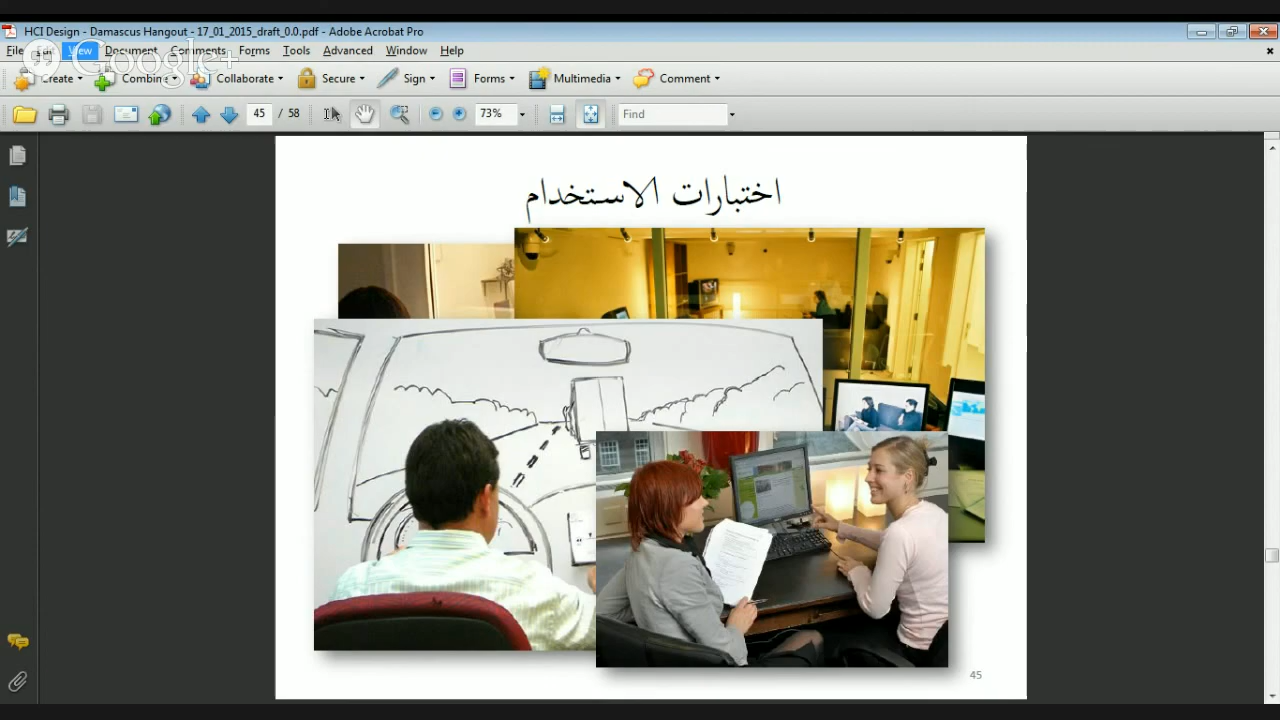 HCI Design - Damascus Hangout - 17_01_2015_draft_0.0.pdf - Adobe Acrobat Pro
File Edit View Document Comments Forms Tools Advanced Window Help
Google+
Create Combine Collaborate Secure Sign Forms Multimedia Comment
45 / 58 73% Find
اختبارات الاستخدام
45